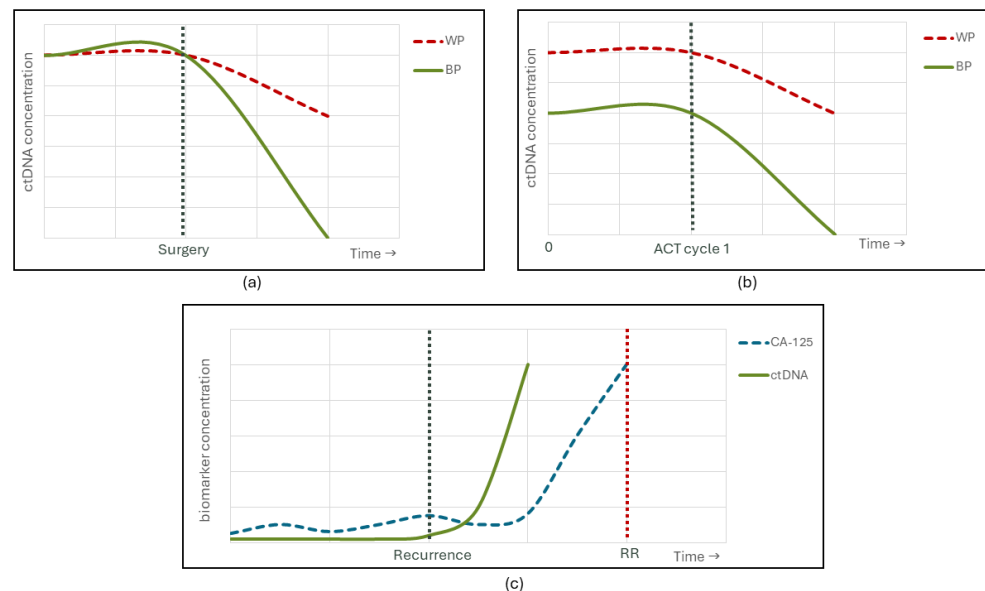 ctDNA concentration
WP
BP
Surgery
Time →
(a)
ctDNA concentration
WP
BP
0
ACT cycle 1
Time →
(b)
biomarker concentration
CA-125
ctDNA
Recurrence
RR
Time →
(c)